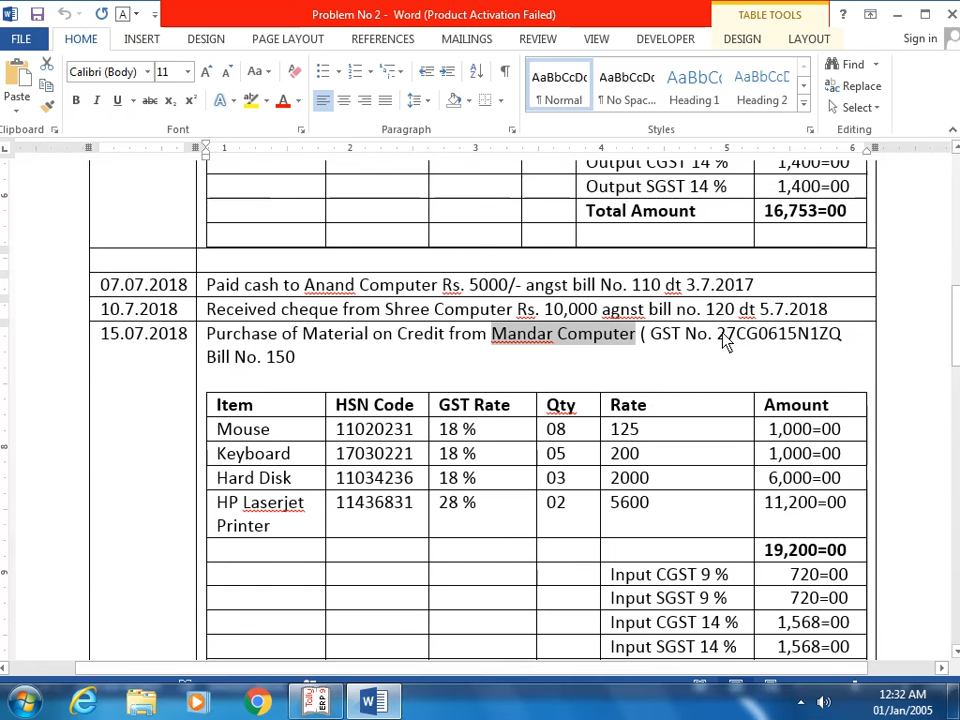 Problem No 2 - Word (Product Activation Failed)
TABLE TOOLS
FILE HOME INSERT DESIGN PAGE LAYOUT REFERENCES MAILINGS REVIEW VIEW DEVELOPER DESIGN LAYOUT Sign in
Calibri (Body) 11
Paste
AaBbCcDc AaBbCcDc AaBbC( AaBbCcD
¶ Normal ¶ No Spac... Heading 1 Heading 2
Find
Replace
Select
Clipboard Font Paragraph Styles Editing
1 2 3 4 5 6
Output CGST 14 % 1,400=00
Output SGST 14 % 1,400=00
Total Amount 16,753=00
07.07.2018 Paid cash to Anand Computer Rs. 5000/- angst bill No. 110 dt 3.7.2017
10.7.2018 Received cheque from Shree Computer Rs. 10,000 agnst bill no. 120 dt 5.7.2018
15.07.2018 Purchase of Material on Credit from Mandar Computer ( GST No. 27CG0615N1ZQ
Bill No. 150
Item HSN Code GST Rate Qty Rate Amount
Mouse 11020231 18 % 08 125 1,000=00
Keyboard 17030221 18 % 05 200 1,000=00
Hard Disk 11034236 18 % 03 2000 6,000=00
HP Laserjet 11436831 28 % 02 5600 11,200=00
Printer
19,200=00
Input CGST 9 % 720=00
Input SGST 9 % 720=00
Input CGST 14 % 1,568=00
Input SGST 14 % 1,568=00
12:32 AM
01/Jan/2005